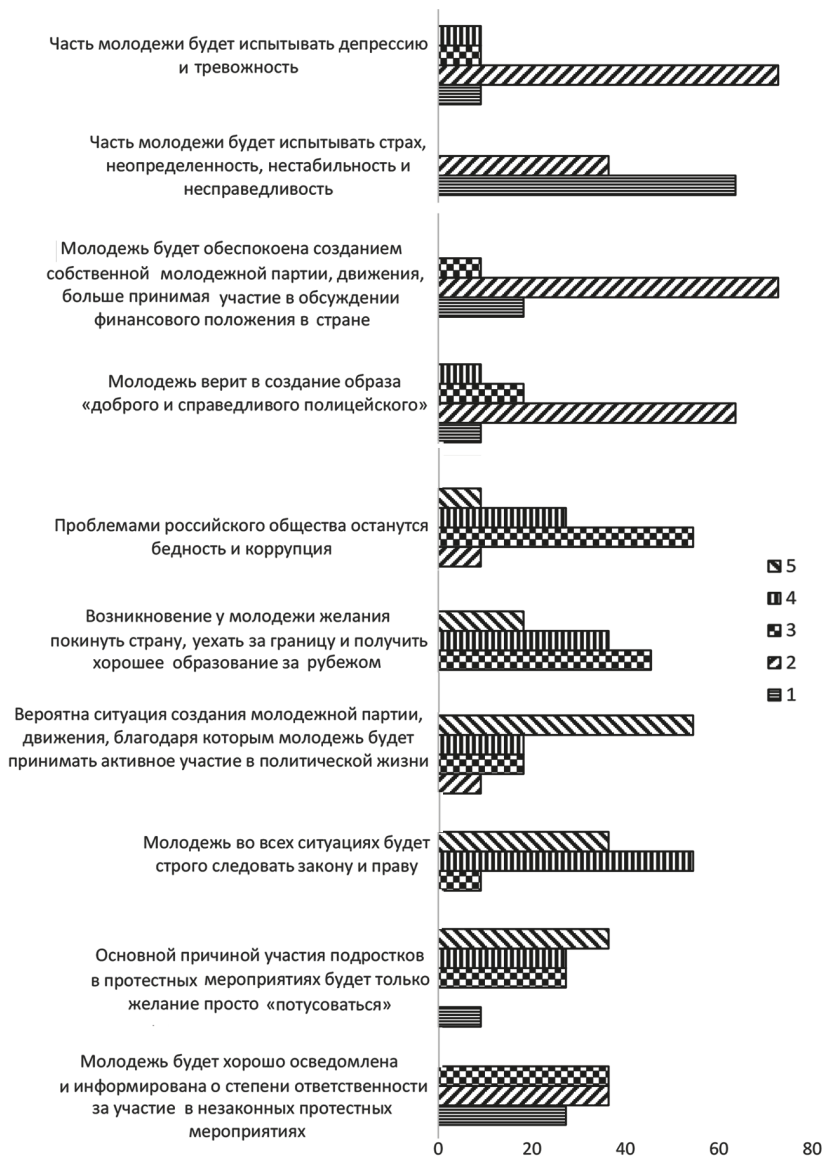 Часть молодежи будет испытывать депрессию
и тревожность
Часть молодежи будет испытывать страх,
неопределенность, нестабильность и
несправедливость
Молодежь будет обеспокоена созданием
собственной молодежной партии, движения,
больше принимая участие в обсуждении
финансового положения в стране
Молодежь верит в создание образа
«доброго и справедливого полицейского»
Проблемами российского общества останутся
бедность и коррупция
Возникновение у молодежи желания
покинуть страну, уехать за границу и получить
хорошее образование за рубежом
Вероятна ситуация создания молодежной партии,
движения, благодаря которым молодежь будет
принимать активное участие в политической жизни
Молодежь во всех ситуациях будет
строго следовать закону и праву
Основной причиной участия подростков
в протестных мероприятиях будет только
желание просто «потусоваться»
Молодежь будет хорошо осведомлена
и информирована о степени ответственности
за участие в незаконных протестных
мероприятиях
0 20 40 60 80
5
4
3
2
1